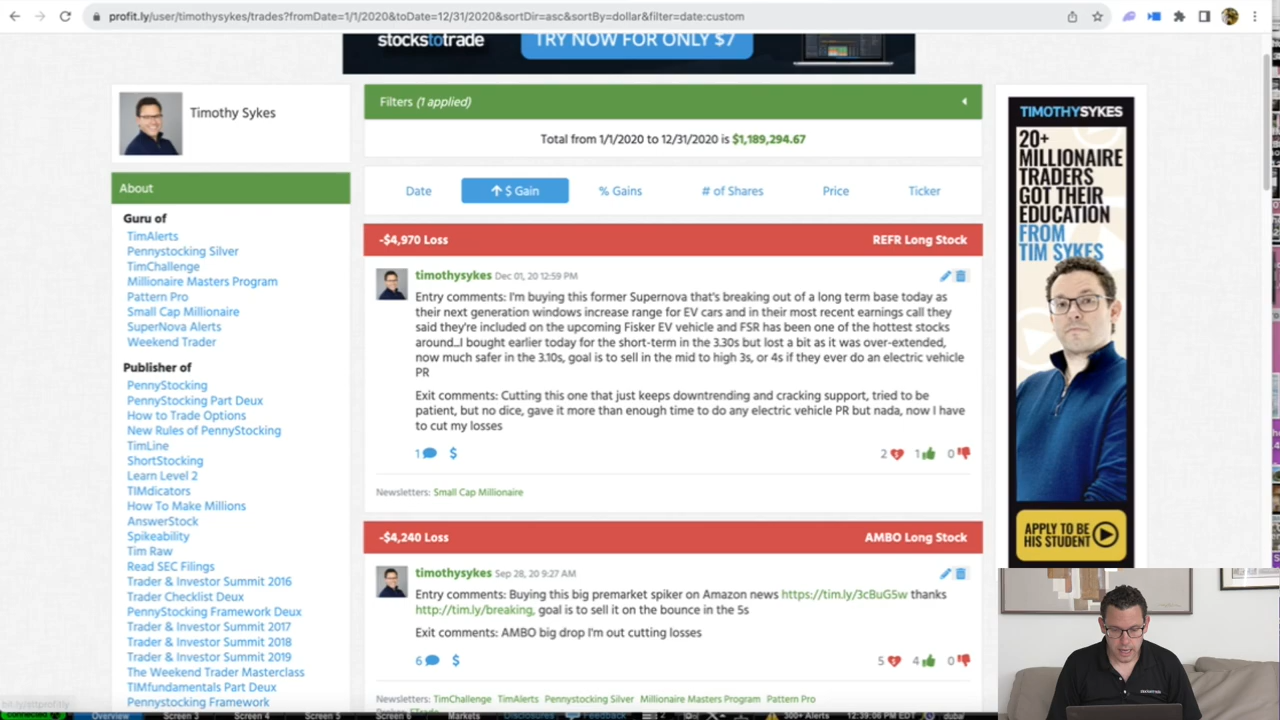 profit.ly/user/timothysykes/trades?fromDate=1/1/2020&toDate=12/31/2020&sortDir=asc&sortBy=dollar&filter=date:custom
stockstotrade
TRY NOW FOR ONLY $7
Timothy Sykes
About
Guru of
TimAlerts
Pennystocking Silver
TimChallenge
Millionaire Masters Program
Pattern Pro
Small Cap Millionaire
SuperNova Alerts
Weekend Trader
Publisher of
PennyStocking
PennyStocking Part Deux
How to Trade Options
New Rules of PennyStocking
TimLine
ShortStocking
Learn Level 2
TIMdicators
How To Make Millions
AnswerStock
Spikeability
Tim Raw
Read SEC Filings
Trader & Investor Summit 2016
Trader Checklist Deux
PennyStocking Framework Deux
Trader & Investor Summit 2017
Trader & Investor Summit 2018
Trader & Investor Summit 2019
The Weekend Trader Masterclass
TIMfundamentals Part Deux
Pennystocking Framework
Filters (1 applied)
Total from 1/1/2020 to 12/31/2020 is $1,189,294.67
Date
$ Gain
% Gains
# of Shares
Price
Ticker
-$4,970 Loss
REFR Long Stock
timothysykes Dec 01, 20 12:59 PM
Entry comments: I'm buying this former Supernova that's breaking out of a long term base today as
their next generation windows increase range for EV cars and in their most recent earnings call they
said they're included on the upcoming Fisker EV vehicle and FSR has been one of the hottest stocks
around...I bought earlier today for the short-term in the 3.30s but lost a bit as it was over-extended,
now much safer in the 3.10s, goal is to sell in the mid to high 3s, or 4s if they ever do an electric vehicle
PR
Exit comments: Cutting this one that just keeps downtrending and cracking support, tried to be
patient, but no dice, gave it more than enough time to do any electric vehicle PR but nada, now I have
to cut my losses
1
$
2
1
0
Newsletters: Small Cap Millionaire
-$4,240 Loss
AMBO Long Stock
timothysykes Sep 28, 20 9:27 AM
Entry comments: Buying this big premarket spiker on Amazon news https://tim.ly/3cBuG5w thanks
http://tim.ly/breaking, goal is to sell it on the bounce in the 5s
Exit comments: AMBO big drop I'm out cutting losses
6
$
5
4
0
Newsletters: TimChallenge TimAlerts Pennystocking Silver Millionaire Masters Program Pattern Pro
TIMOTHYSYKES
20+
MILLIONAIRE
TRADERS
GOT THEIR
EDUCATION
FROM
TIM SYKES
APPLY TO BE
HIS STUDENT
Overview
Screen 3
Screen 4
Screen 5
Screen 6
Markets
Disclosures
Feedback
300+ Alerts
12:39:06 PM EDT